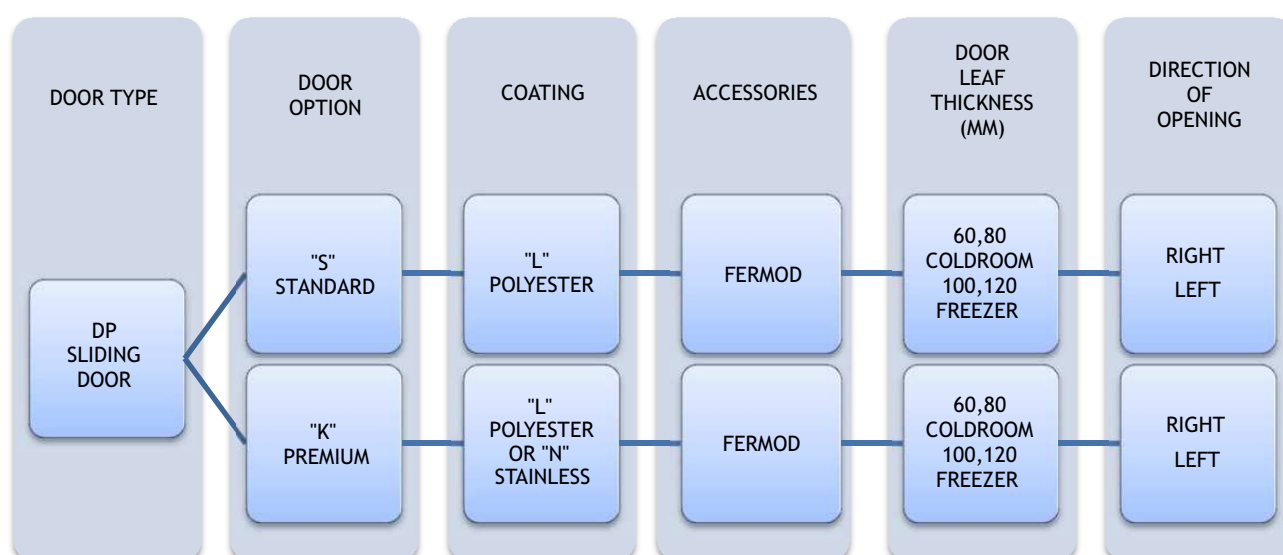 DOOR TYPE
DOOR
OPTION
COATING
ACCESSORIES
DOOR
LEAF
THICKNESS
(MM)
DIRECTION
OF
OPENING
DP
SLIDING
DOOR
"S"
STANDARD
"L"
POLYESTER
FERMOD
60,80
COLDROOM
100,120
FREEZER
RIGHT
LEFT
"K"
PREMIUM
"L"
POLYESTER
OR "N"
STAINLESS
FERMOD
60,80
COLDROOM
100,120
FREEZER
RIGHT
LEFT